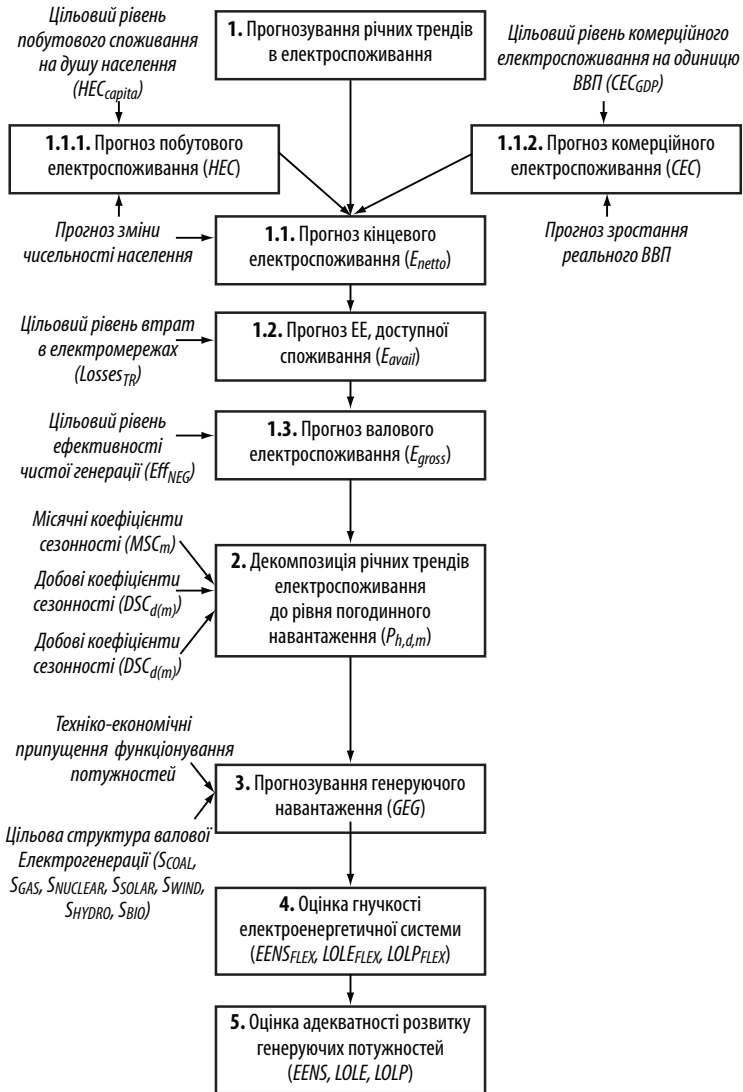 Цільовий рівень
побутового споживання
на душу населення
(HECcapita)
1. Прогнозування річних трендів
в електроспоживання
Цільовий рівень комерційного
електроспоживання на одиницю
ВВП (CECGDP)
1.1.1. Прогноз побутового
електроспоживання (HEC)
1.1.2. Прогноз комерційного
електроспоживання (CEC)
Прогноз зміни
чисельності населення
1.1. Прогноз кінцевого
електроспоживання (Enetto)
Прогноз зростання
реального ВВП
Цільовий рівень втрат
в електромережах
(LossesTR)
1.2. Прогноз ЕЕ, доступної
споживання (Eavail)
Цільовий рівень
ефективності
чистої генерації (EffNEG)
1.3. Прогноз валового
електроспоживання (Egross)
Місячні коефіцієнти
сезонності (MSCm)
Добові коефіцієнти
сезонності (DSCd(m))
Добові коефіцієнти
сезонності (DSCd(m))
2. Декомпозиція річних трендів
електроспоживання
до рівня погодинного
навантаження (Ph,d,m)
Техніко-економічні
припущення функціонування
потужностей
3. Прогнозування генеруючого
навантаження (GEG)
Цільова структура валової
Електрогенерації (SCOAL,
SGAS, SNUCLEAR, SSOLAR, SWIND,
SHYDRO, SBIO)
4. Оцінка гнучкості
електроенергетичної системи
(EENSFLEX, LOLEFLEX, LOLPFLEX)
5. Оцінка адекватності розвитку
генеруючих потужностей
(EENS, LOLE, LOLP)